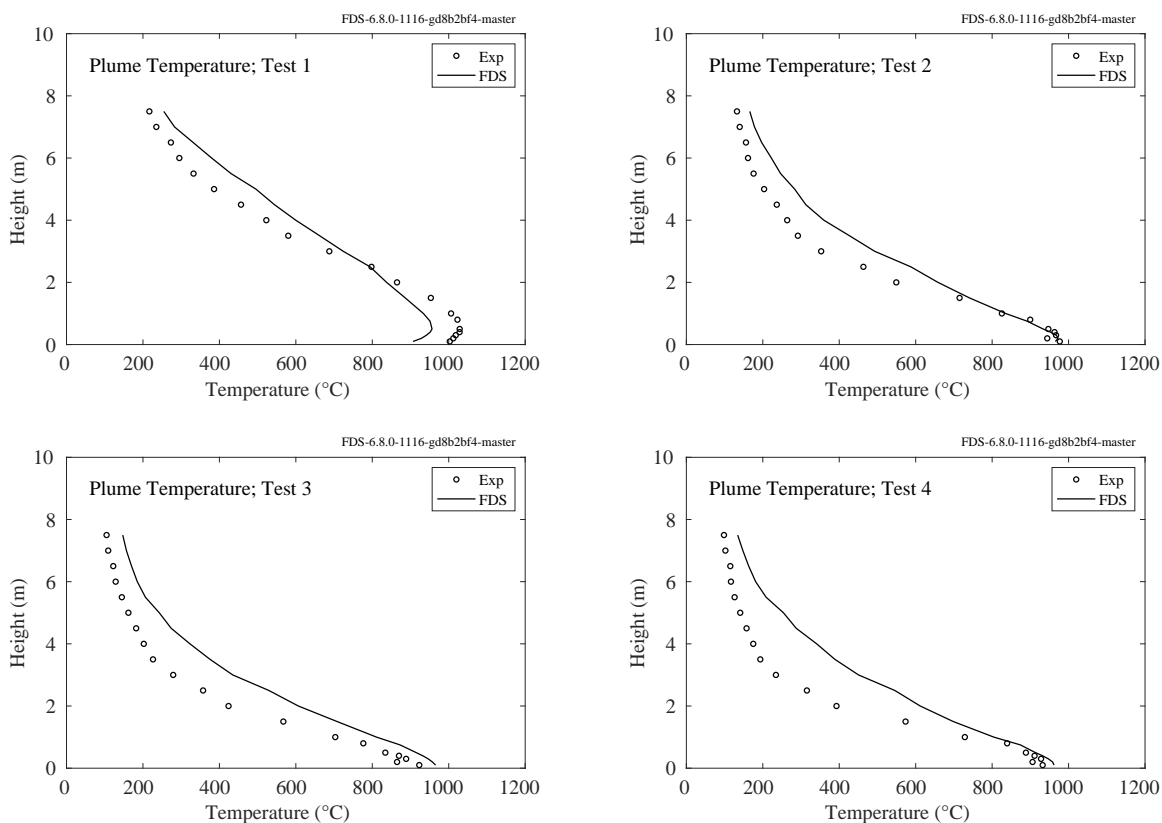 FDS-6.8.0-1116-gd8b2bf4-master
10
8
6
4
2
0
Height (m)
Plume Temperature; Test 1
Exp
FDS
0 200 400 600 800 1000 1200
Temperature (°C)
FDS-6.8.0-1116-gd8b2bf4-master
10
8
6
4
2
0
Height (m)
Plume Temperature; Test 2
Exp
FDS
0 200 400 600 800 1000 1200
Temperature (°C)
FDS-6.8.0-1116-gd8b2bf4-master
10
8
6
4
2
0
Height (m)
Plume Temperature; Test 3
Exp
FDS
0 200 400 600 800 1000 1200
Temperature (°C)
FDS-6.8.0-1116-gd8b2bf4-master
10
8
6
4
2
0
Height (m)
Plume Temperature; Test 4
Exp
FDS
0 200 400 600 800 1000 1200
Temperature (°C)